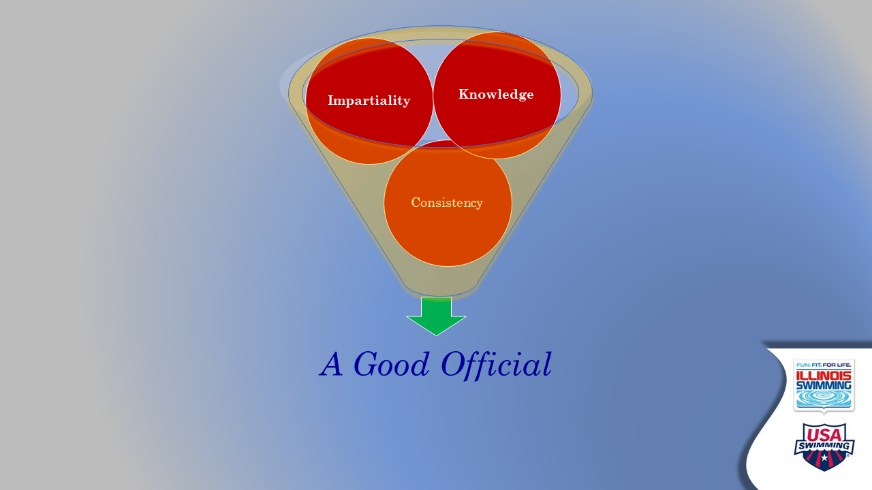 Impartiality
Knowledge
Consistency
A Good Official
FUN. FIT. FOR LIFE.
ILLINOIS
SWIMMING
USA
SWIMMING